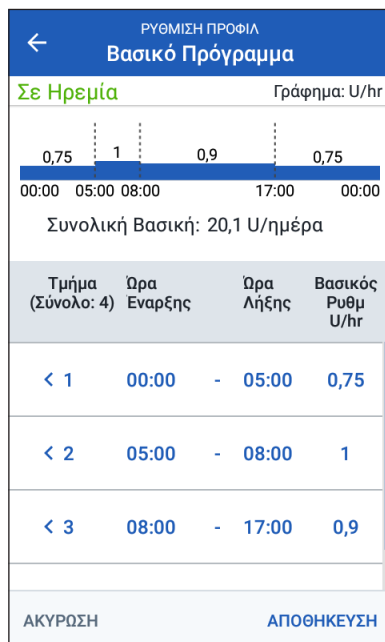 ΡΥΘΜΙΣΗ ΠΡΟΦΙΛ
Βασικό Πρόγραμμα
Σε Ηρεμία Γράφημα: U/hr
0,75 1 0,9 0,75
00:00 05:00 08:00 17:00 00:00
Συνολική Βασική: 20,1 U/ημέρα
Τμήμα Ώρα Ώρα Βασικός
(Σύνολο: 4) Έναρξης Λήξης Ρυθμ
U/hr
< 1 00:00 - 05:00 0,75
< 2 05:00 - 08:00 1
< 3 08:00 - 17:00 0,9
ΑΚΥΡΩΣΗ ΑΠΟΘΗΚΕΥΣΗ